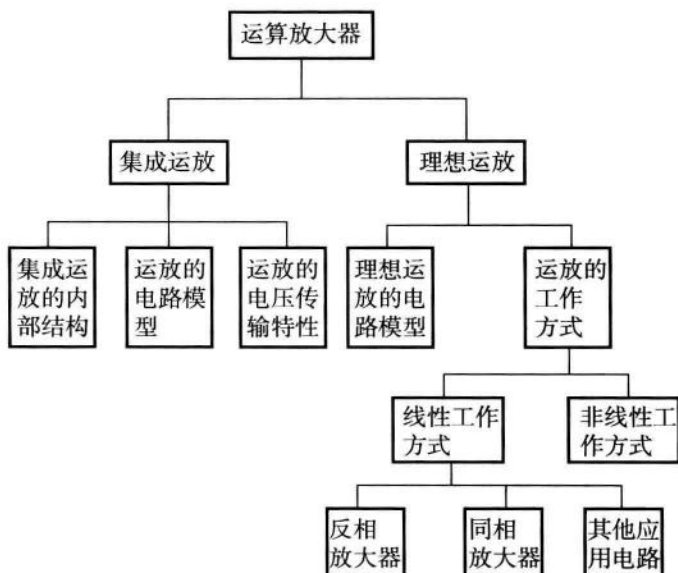 运算放大器
集成运放
理想运放
集成运
放的内
部结构
运放的
电路模
型
运放的
电压传
输特性
理想运
放的电
路模型
运放的
工作
方式
线性工作
方式
非线性工
作方式
反相
放大器
同相
放大器
其他应
用电路